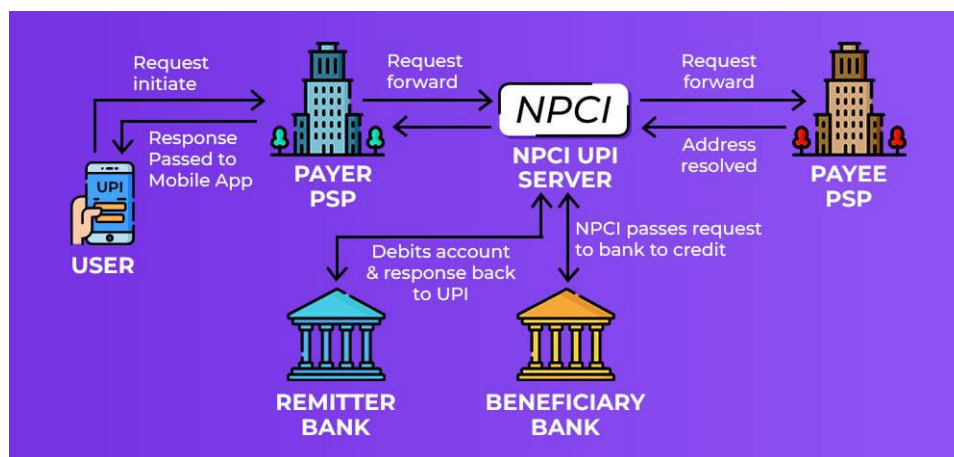 Request
initiate
Response
Passed to
Mobile App
UPI
USER
PAYER
PSP
Request
forward
NPCI
NPCI UPI
SERVER
Request
forward
Address
resolved
PAYEE
PSP
Debits account
& response back
to UPI
NPCI passes request
to bank to credit
REMITTER
BANK
BENEFICIARY
BANK